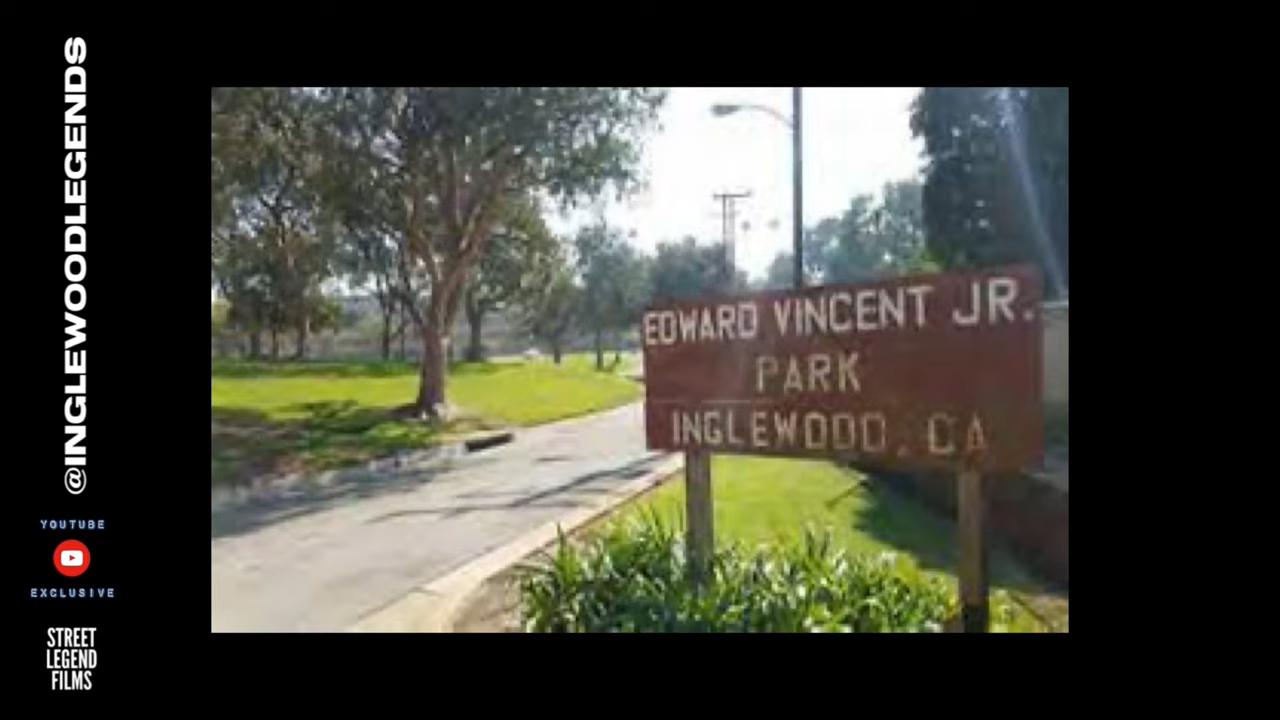 @INGLEWOODLEGENDS
YOUTUBE
EXCLUSIVE
STREET
LEGEND
FILMS
EDWARD VINCENT JR.
PARK
INGLEWOOD, CA